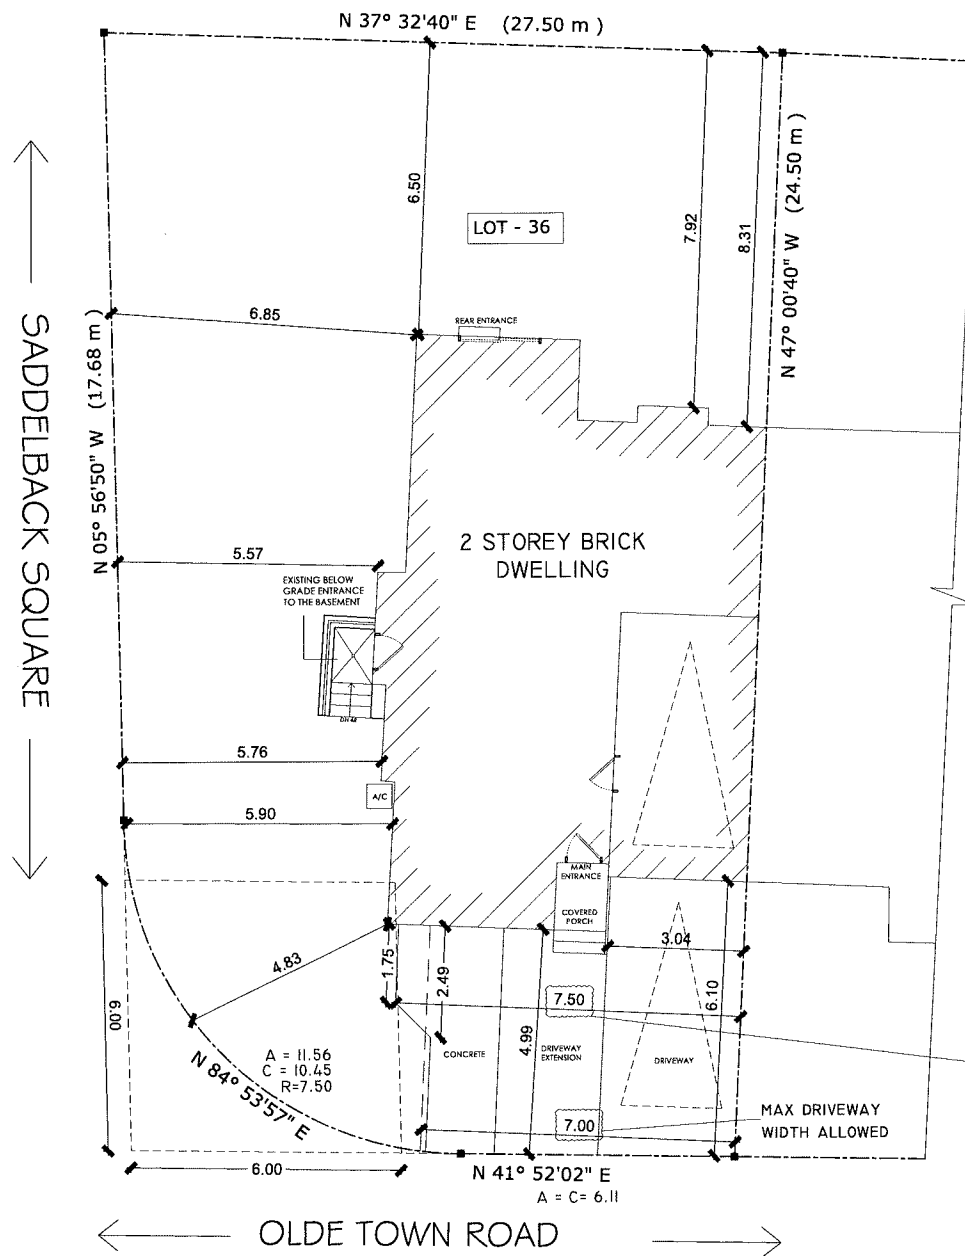 N 37° 32'40" E (27.50 m )
N 47° 00'40" W (24.50 m )
6.50
7.92
8.31
LOT - 36
REAR ENTRANCE
6.85
SADDELBACK SQUARE
N 05° 56'50" W (17.68 m )
2 STOREY BRICK
DWELLING
5.57
EXISTING BELOW
GRADE ENTRANCE
TO THE BASEMENT
5.76
A/C
5.90
MAIN
ENTRANCE
COVERED
PORCH
3.04
4.83
1.75
2.49
7.50
6.10
6.00
4.99
A = 11.56
C = 10.45
R=7.50
N 84° 53'57" E
CONCRETE
DRIVEWAY
EXTENSION
DRIVEWAY
7.00
MAX DRIVEWAY
WIDTH ALLOWED
6.00
N 41° 52'02" E
A = C= 6.11
OLDE TOWN ROAD